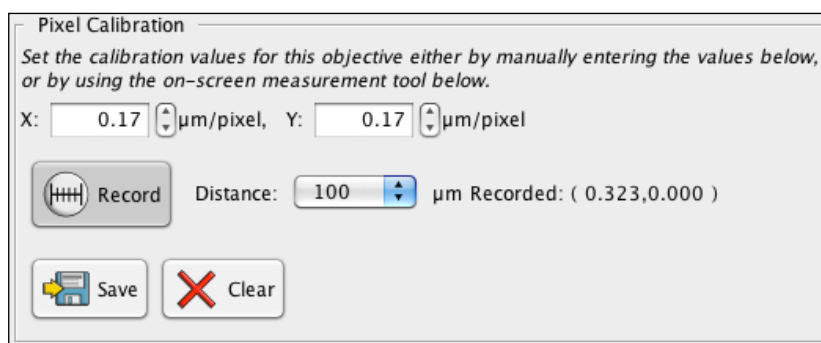 Pixel Calibration
Set the calibration values for this objective either by manually entering the values below,
or by using the on-screen measurement tool below.
X: 0.17 µm/pixel, Y: 0.17 µm/pixel
Record Distance: 100 µm Recorded: ( 0.323,0.000 )
Save Clear